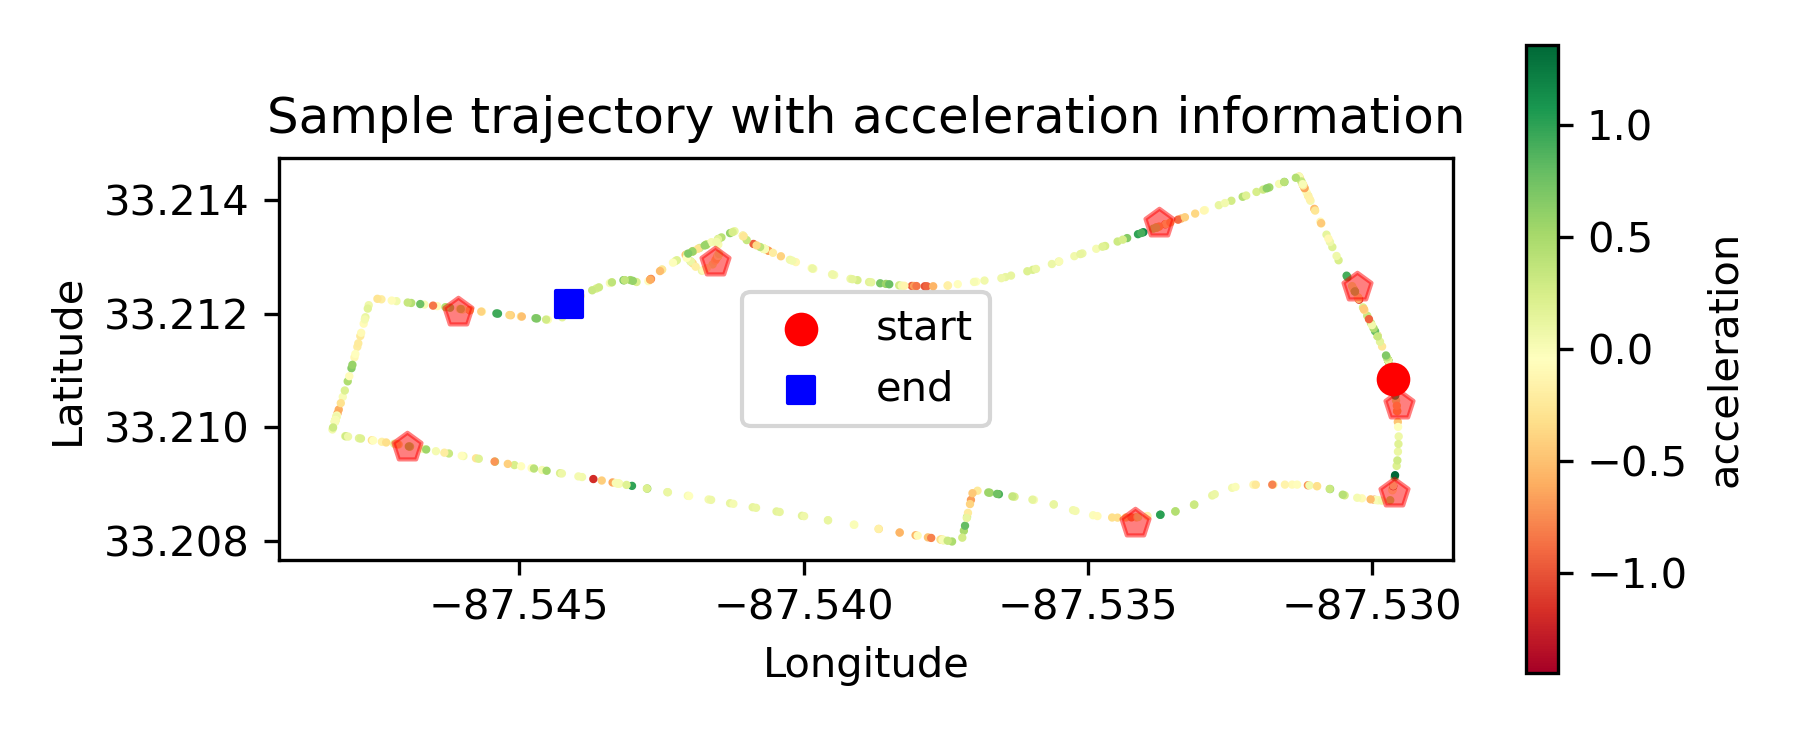 Sample trajectory with acceleration information
33.214
33.212
33.210
33.208
Latitude
start
end
−87.545
−87.540
−87.535
−87.530
Longitude
1.0
0.5
0.0
−0.5
−1.0
acceleration